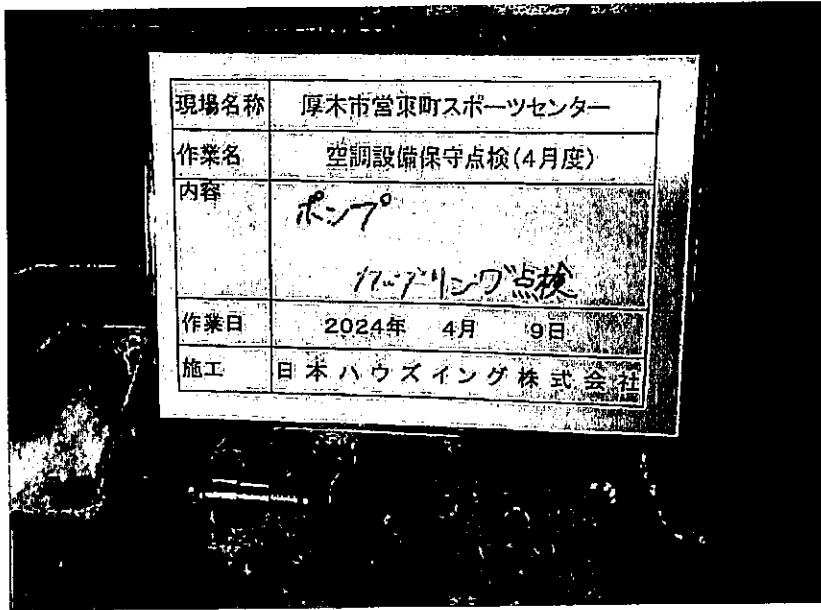 現場名称 厚木市営東町スポーツセンター
作業名 空調設備保守点検(4月度)
内容 ポンプ
カップリング点検
作業日 2024年 4月 9日
施工 日本ハウズイング株式会社